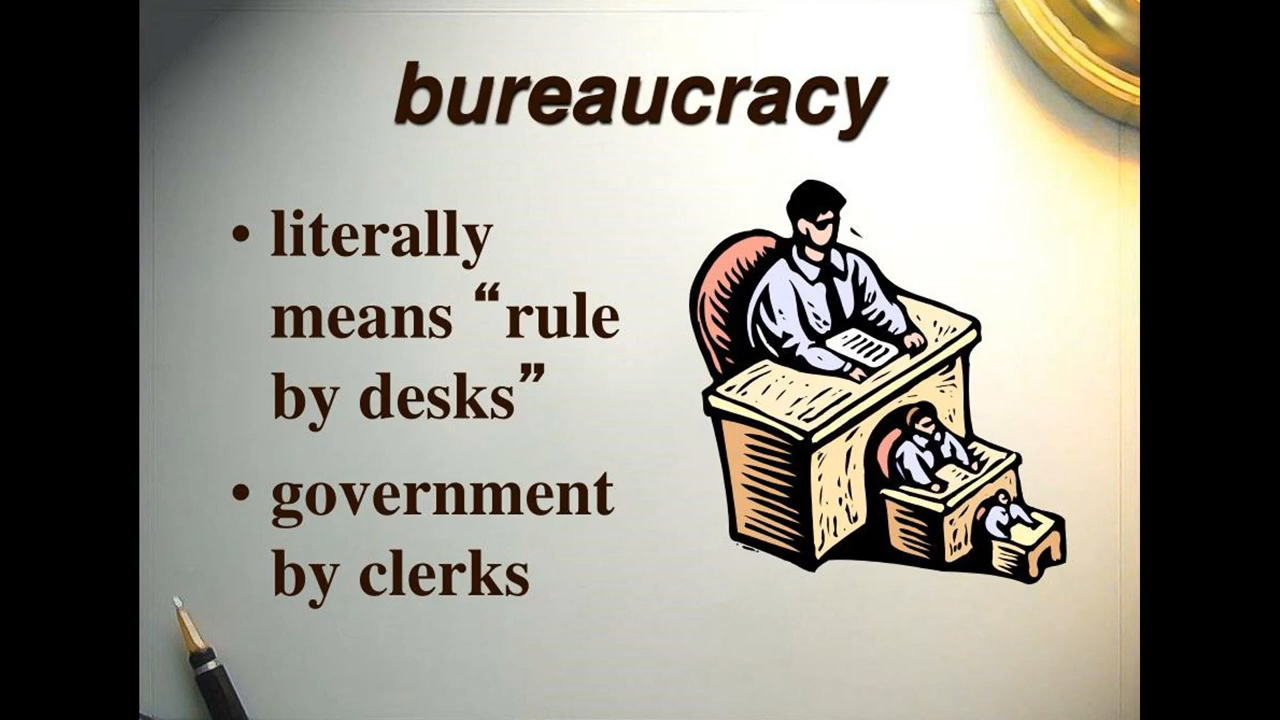 bureaucracy
• literally
means “rule
by desks”
• government
by clerks